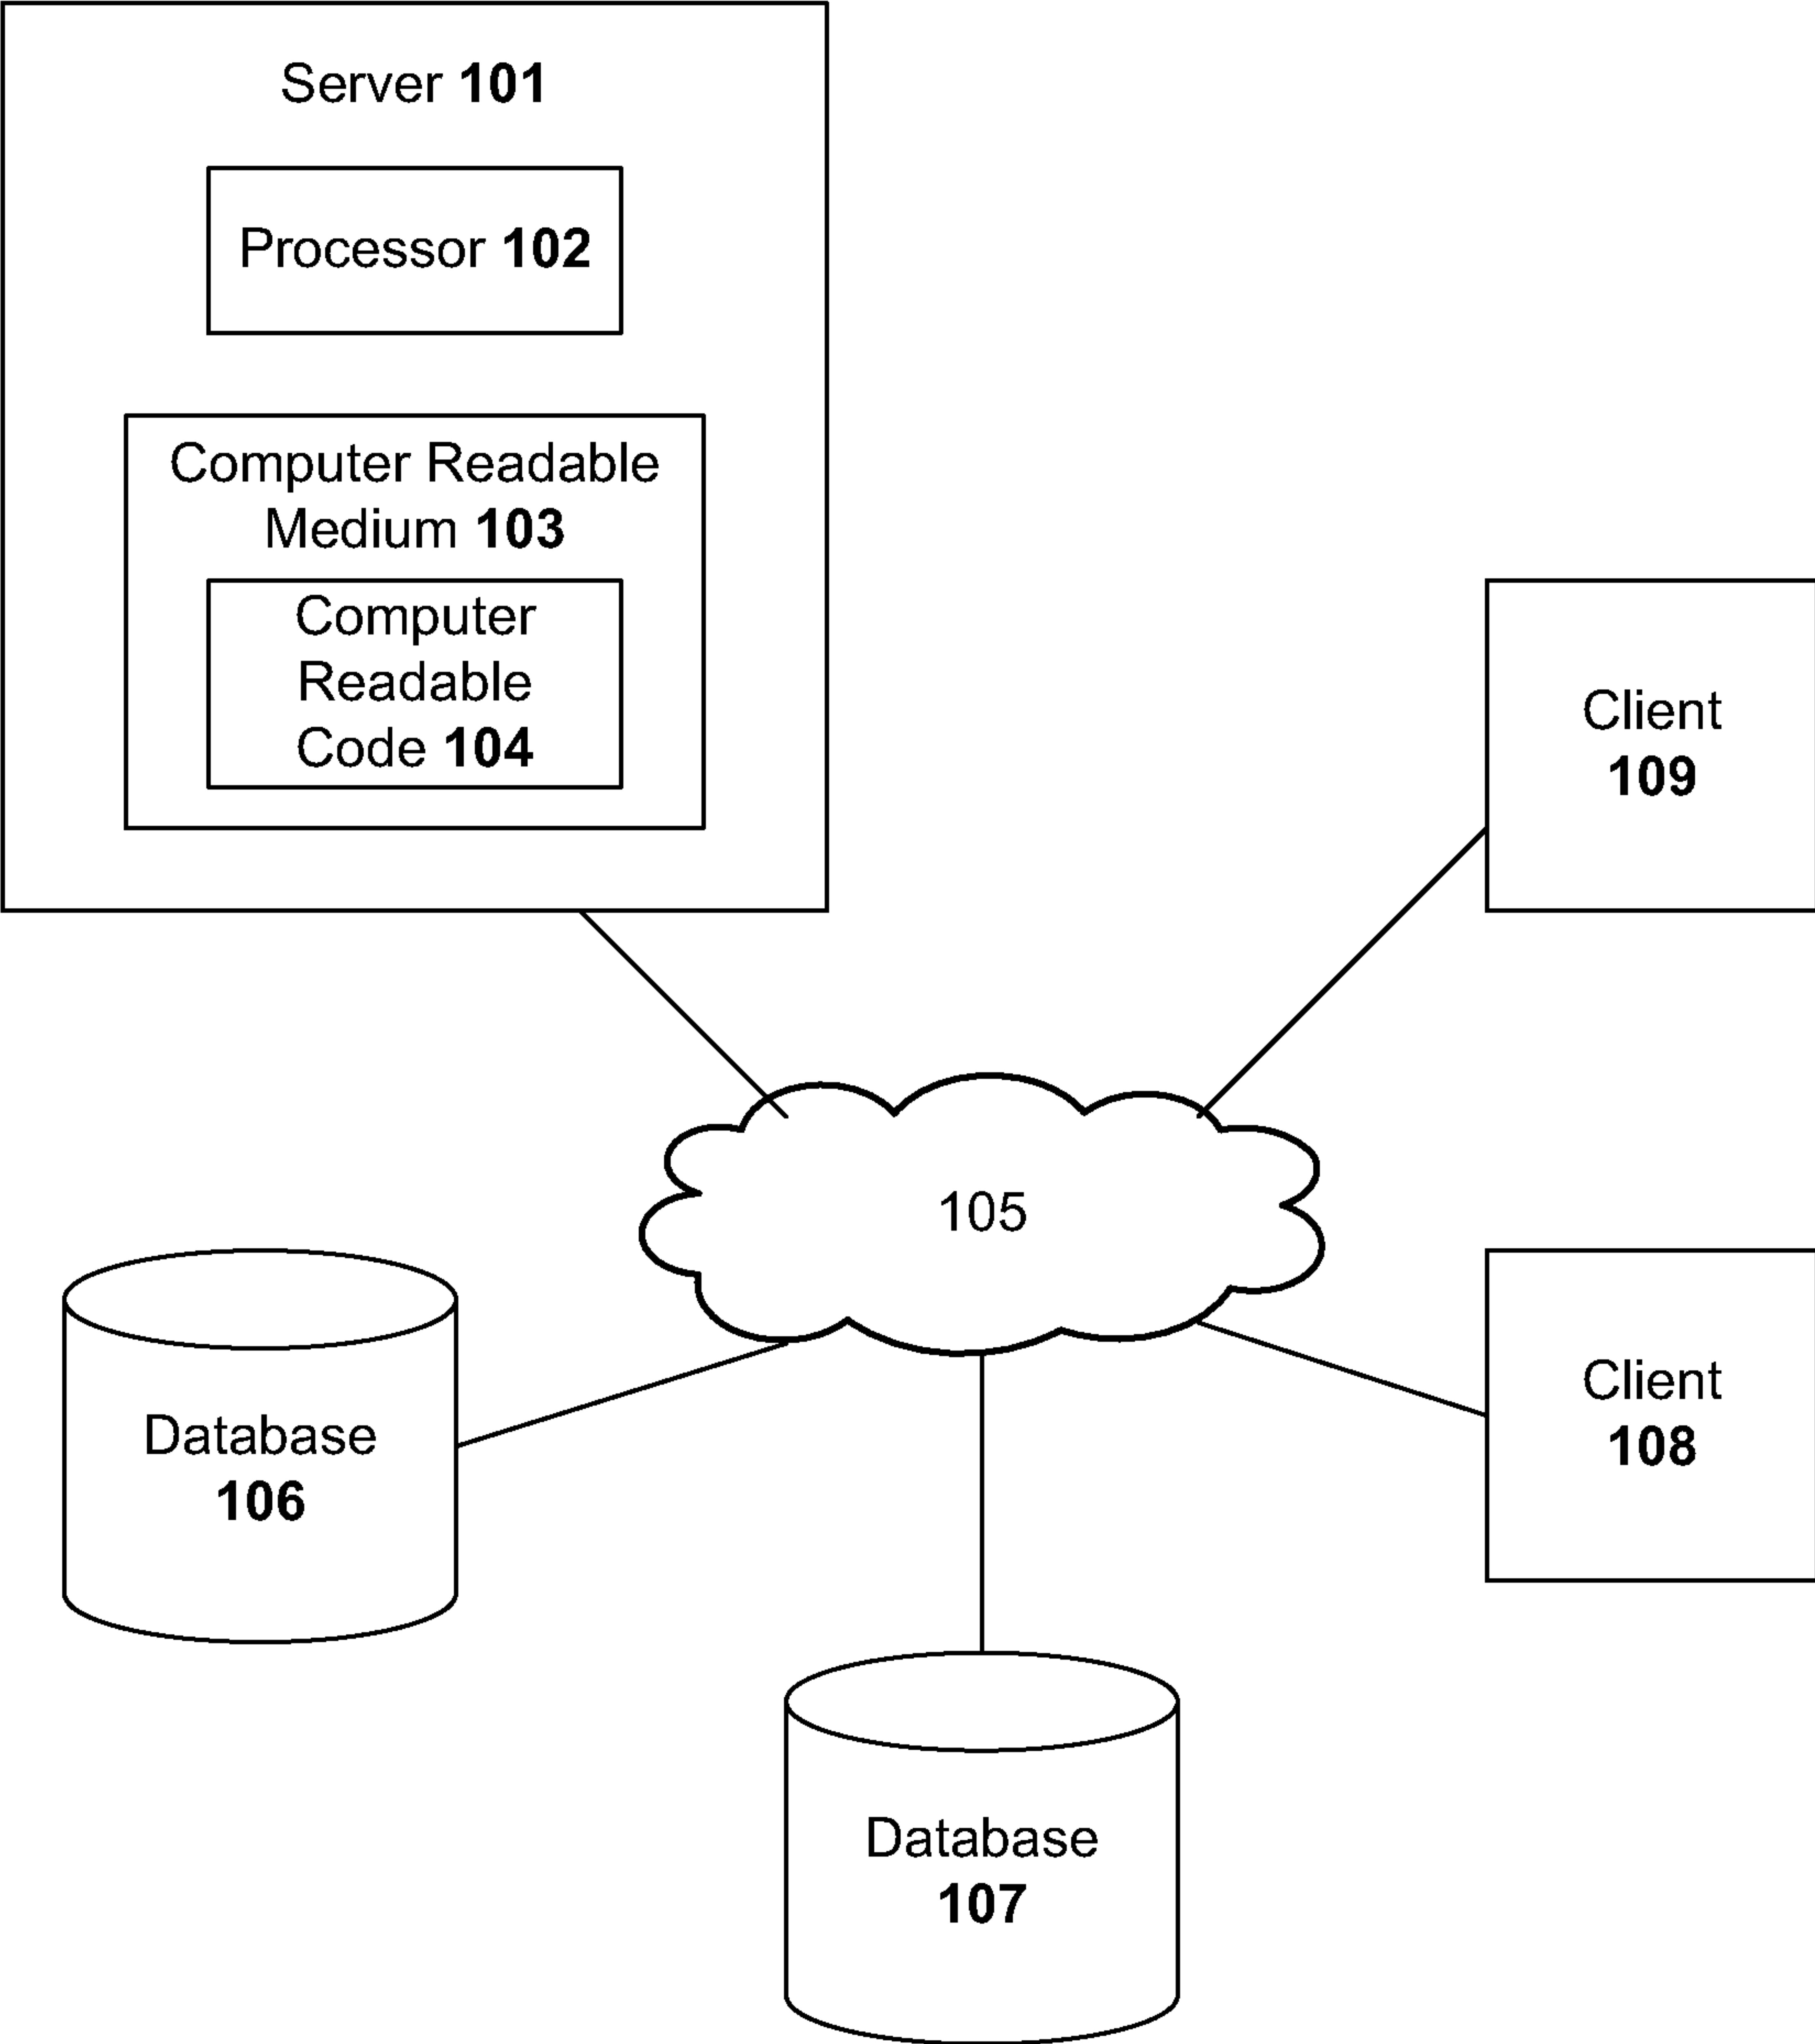 Server 101
Processor 102
Computer Readable
Medium 103
Computer
Readable
Code 104
Client
109
105
Database
106
Client
108
Database
107